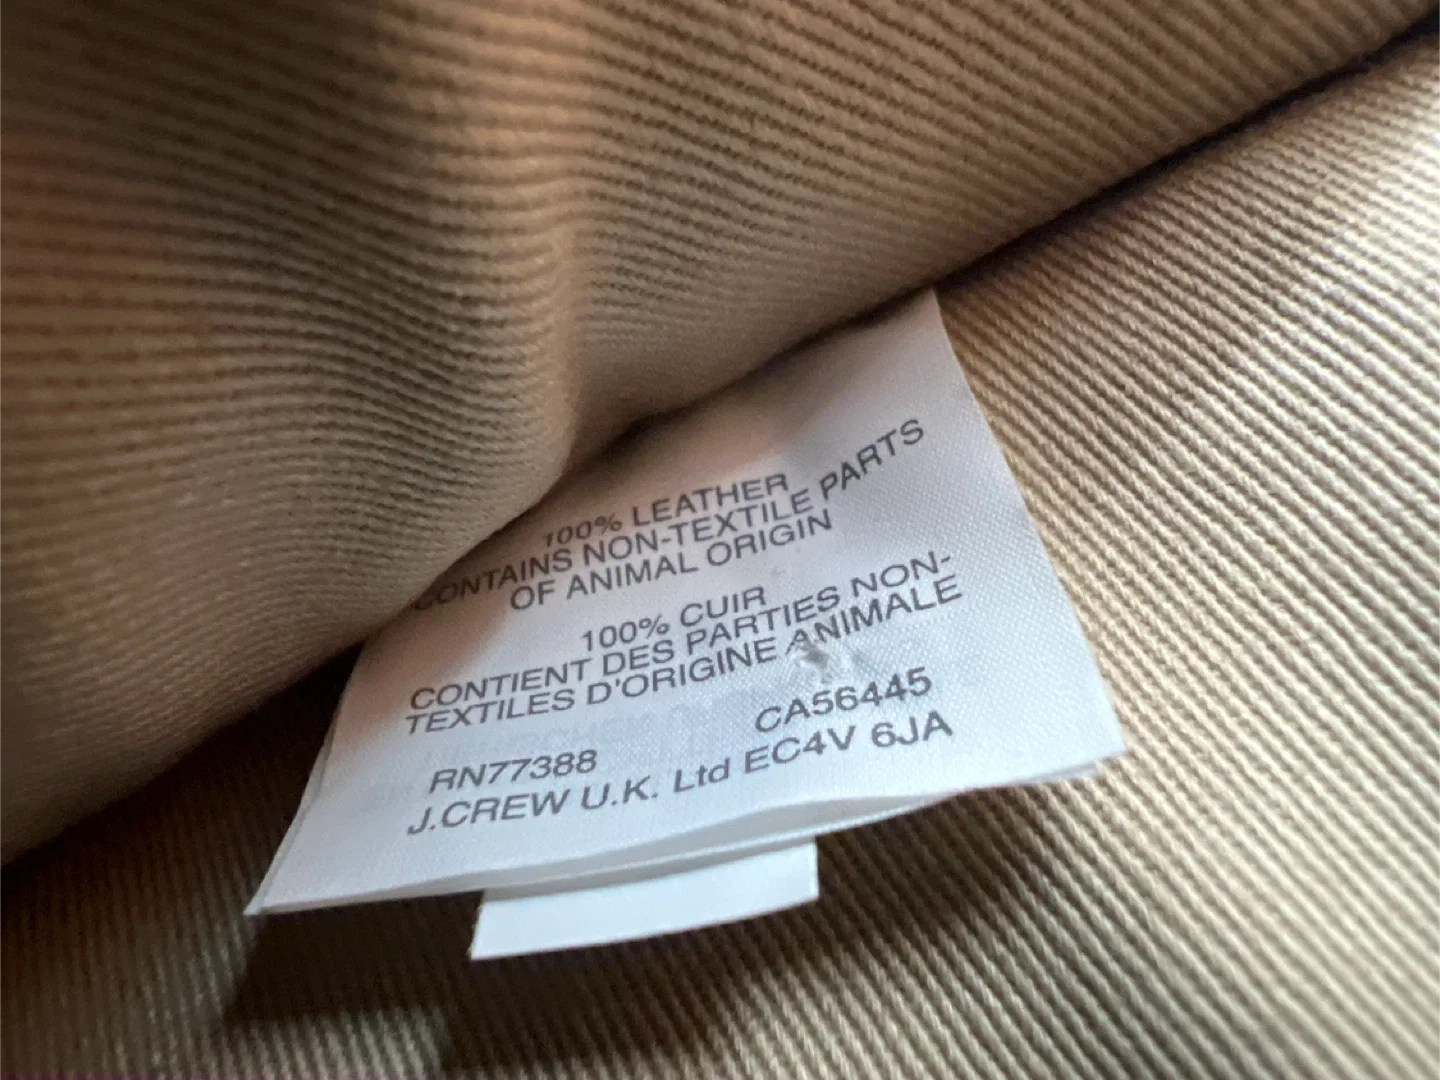 100% LEATHER
CONTAINS NON-TEXTILE PARTS
OF ANIMAL ORIGIN
100% CUIR
CONTIENT DES PARTIES NON-
TEXTILES D'ORIGINE ANIMALE
RN77388 CA56445
J.CREW U.K. Ltd EC4V 6JA